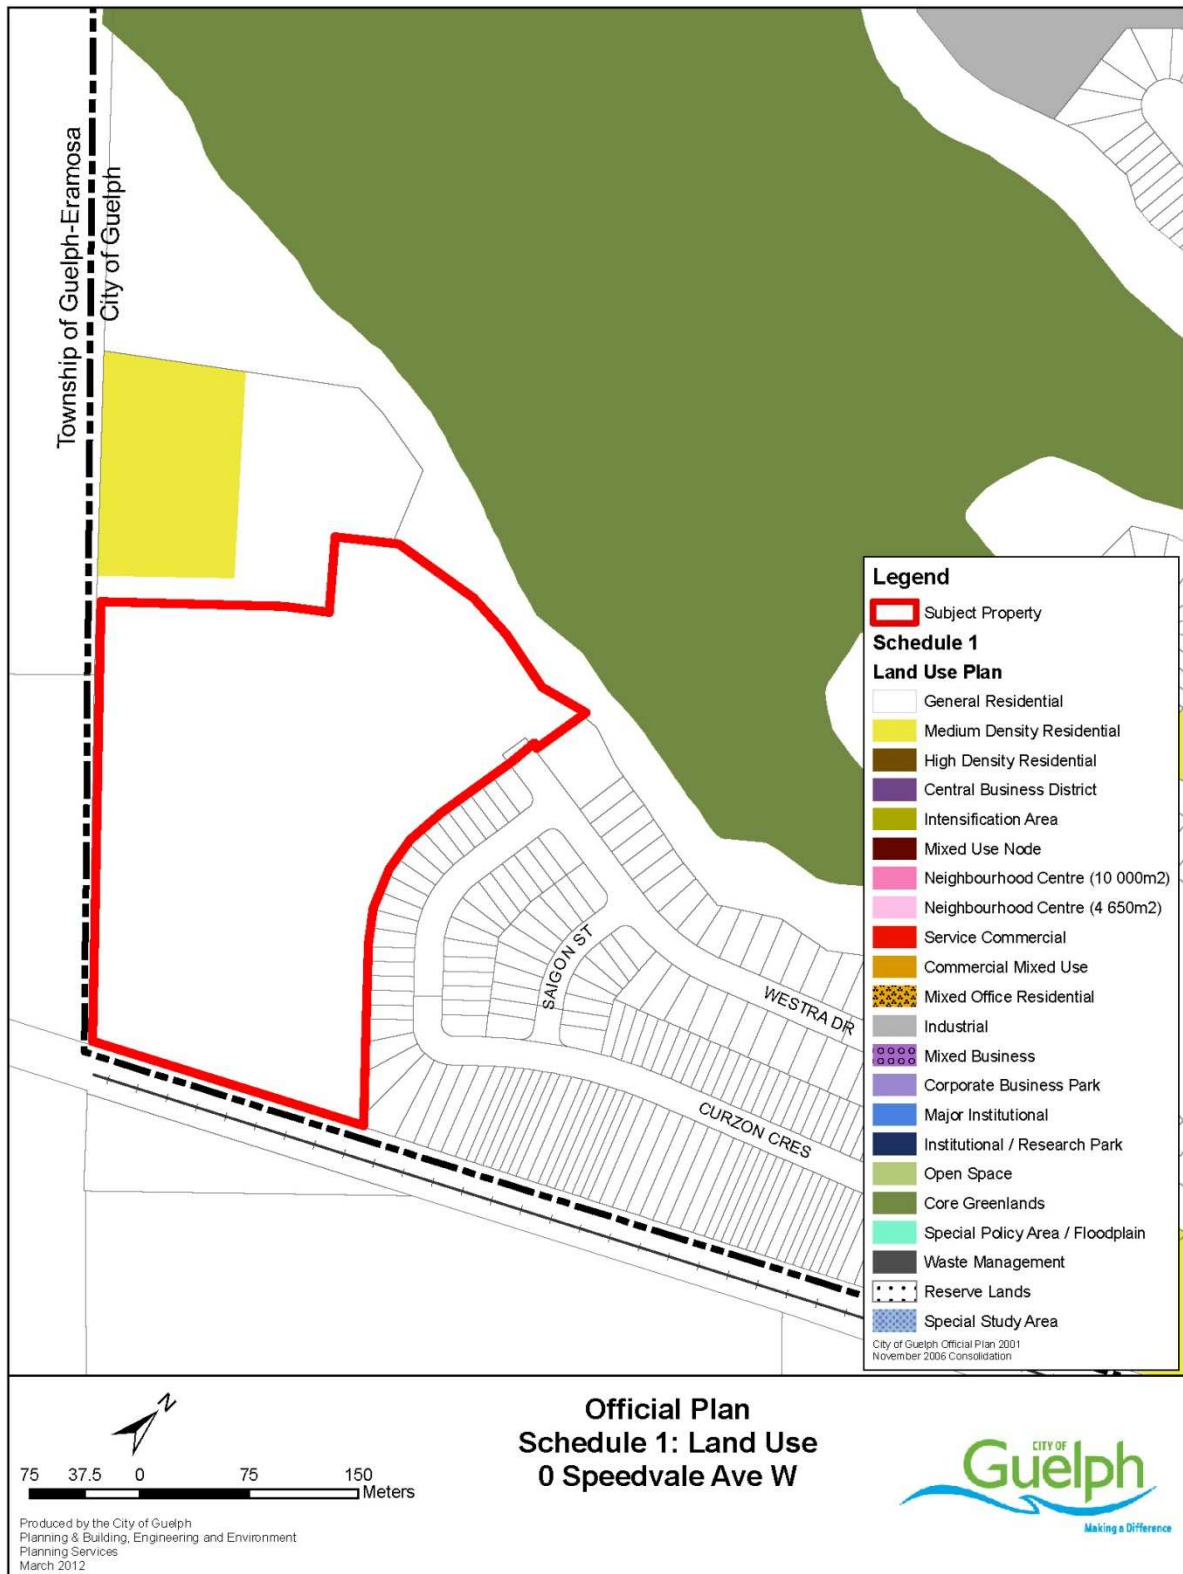 Township of Guelph-Eramosa
City of Guelph
SAIGON ST
WESTRA DR
CURZON CRES
Legend
Subject Property
Schedule 1
Land Use Plan
General Residential
Medium Density Residential
High Density Residential
Central Business District
Intensification Area
Mixed Use Node
Neighbourhood Centre (10 000m2)
Neighbourhood Centre (4 650m2)
Service Commercial
Commercial Mixed Use
Mixed Office Residential
Industrial
Mixed Business
Corporate Business Park
Major Institutional
Institutional / Research Park
Open Space
Core Greenlands
Special Policy Area / Floodplain
Waste Management
Reserve Lands
Special Study Area
City of Guelph Official Plan 2001
November 2006 Consolidation
N
75 37.5 0 75 150
Meters
Produced by the City of Guelph
Planning & Building, Engineering and Environment
Planning Services
March 2012
Official Plan
Schedule 1: Land Use
0 Speedvale Ave W
CITY OF
Guelph
Making a Difference